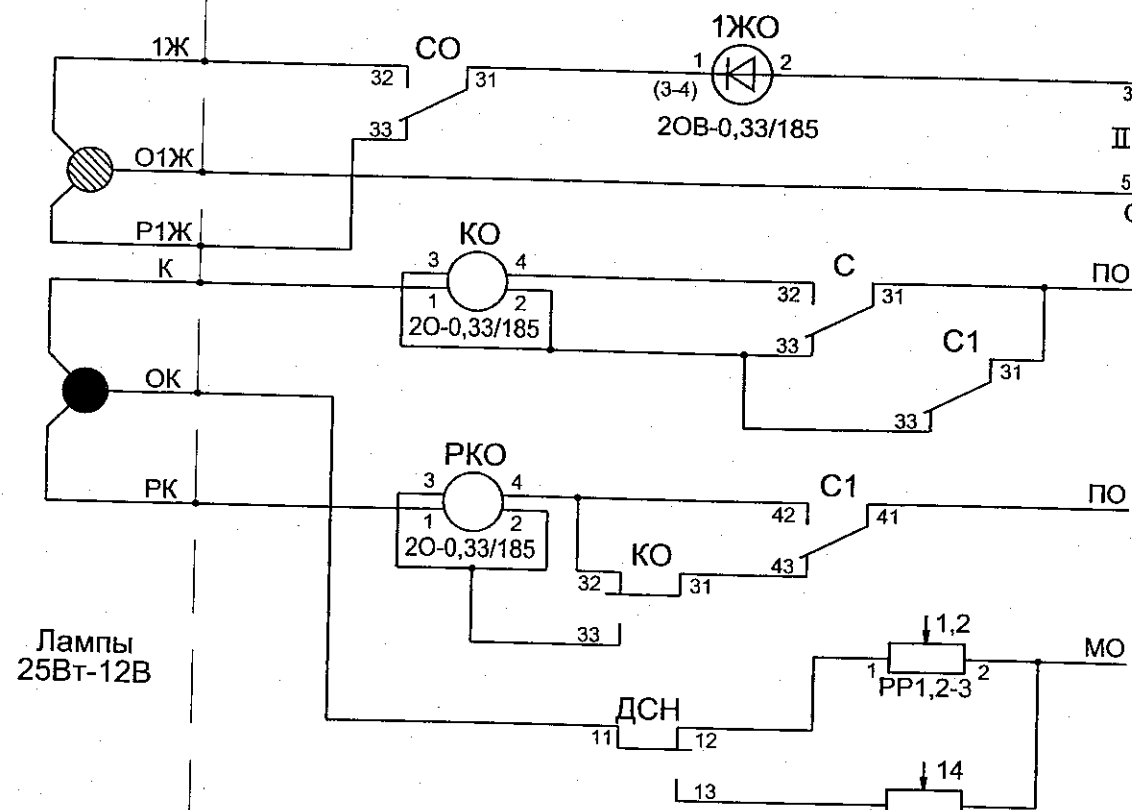 1ЖО
1Ж
СО
32
31
1
2
(3-4)
3
33
2ОВ-0,33/185
II
О1Ж
5
Р1Ж
КО
С
К
3
4
ПО
1
2
32
31
2О-0,33/185
33
С1
31
ОК
33
РКО
3
4
С1
РК
ПО
1
2
42
41
2О-0,33/185
КО
43
32
31
33
1,2
Лампы
25Вт-12В
МО
1
2
РР1,2-3
ДСН
11
12
14
13